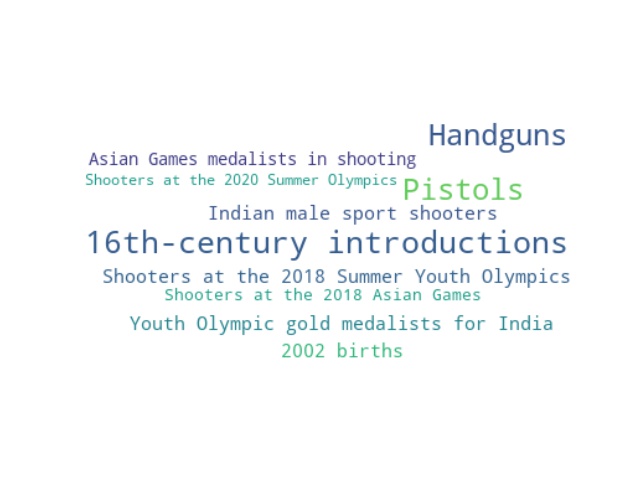 Handguns
Asian Games medalists in shooting
Shooters at the 2020 Summer Olympics
Pistols
Indian male sport shooters
16th-century introductions
Shooters at the 2018 Summer Youth Olympics
Shooters at the 2018 Asian Games
Youth Olympic gold medalists for India
2002 births